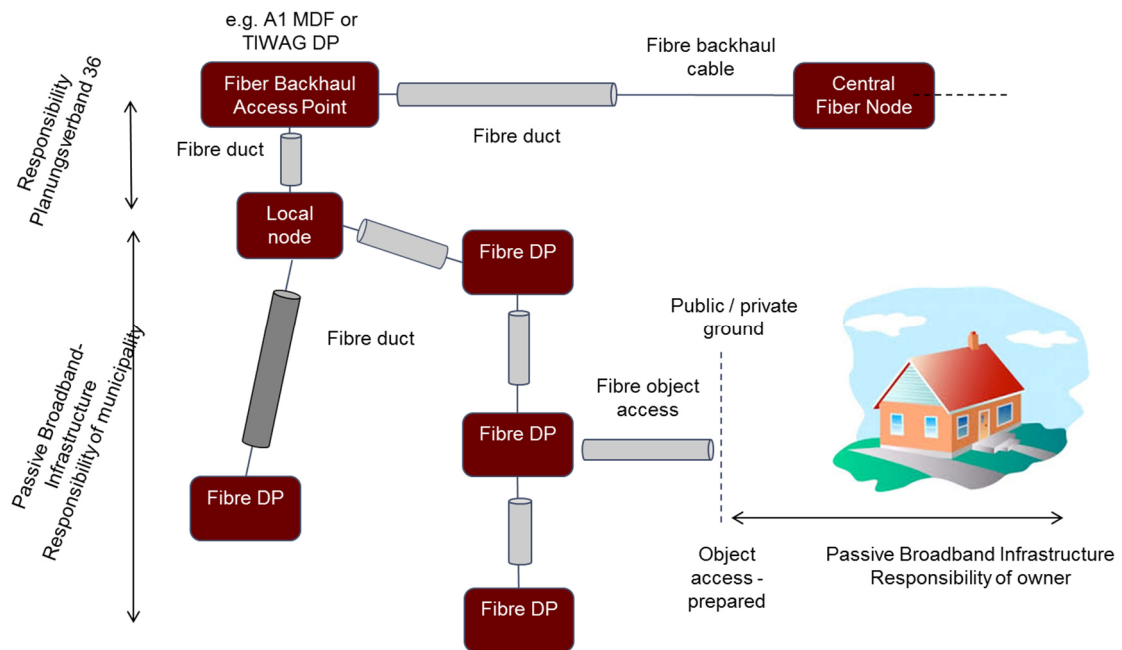 e.g. A1 MDF or
TIWAG DP
Fibre backhaul
cable
Fiber Backhaul
Access Point
Central
Fiber Node
Responsibility
Planungsverband 36
Fibre duct
Fibre duct
Local
node
Fibre DP
Public / private
ground
Fibre duct
Fibre object
access
Passive Broadband-
Infrastructure
Responsibility of municipality
Fibre DP
Fibre DP
Object
access -
prepared
Passive Broadband Infrastructure
Responsibility of owner
Fibre DP